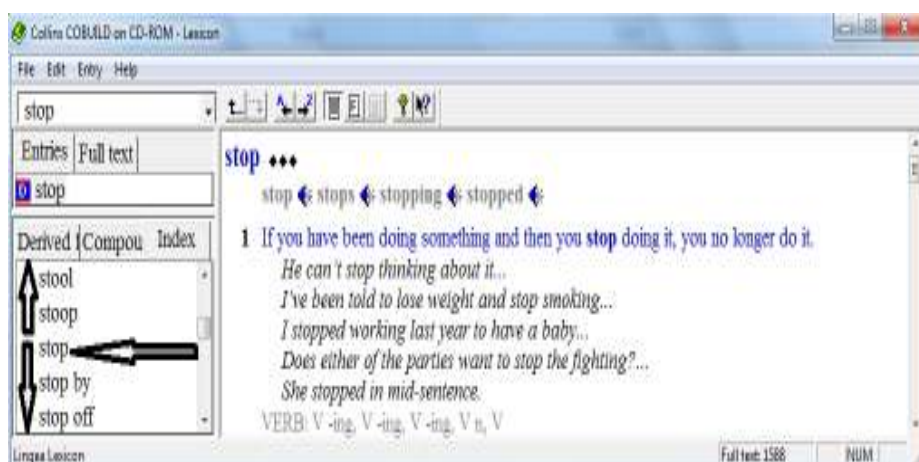 Collins COBUILD on CD-ROM - Lexicon
File Edit Entry Help
stop
Entries Full text
stop
Derived f Compou Index
stool
stoop
stop
stop by
stop off
stop ♦♦♦
stop stops stopping stopped
1 If you have been doing something and then you stop doing it, you no longer do it.
He can't stop thinking about it...
I've been told to lose weight and stop smoking...
I stopped working last year to have a baby...
Does either of the parties want to stop the fighting?...
She stopped in mid-sentence.
VERB: V -ing, V -ing, V -ing, V n, V
Lingea Lexicon
Full text: 1588 NUM